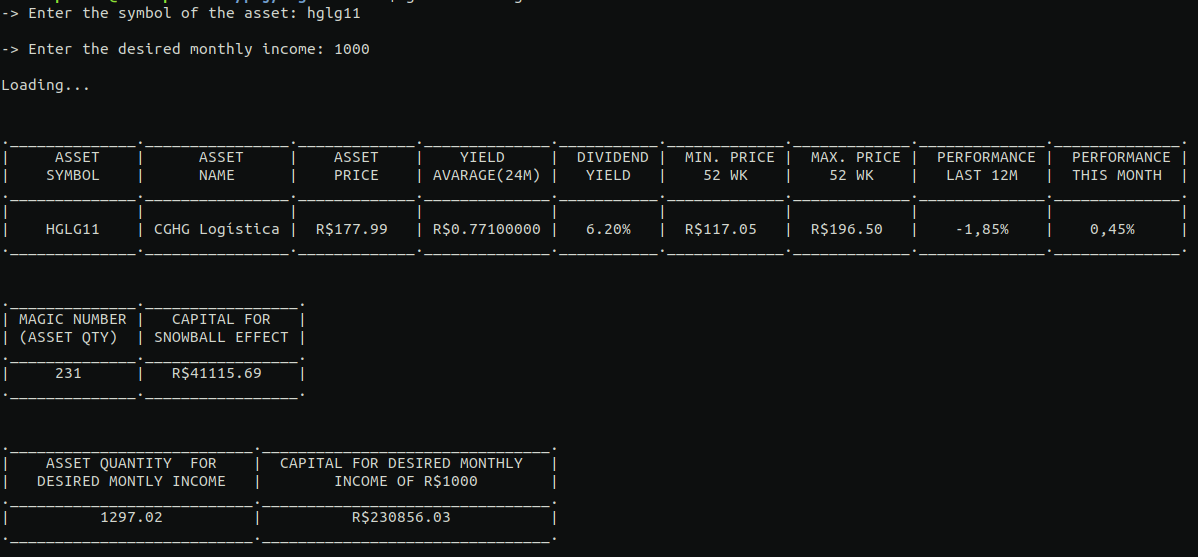 -> Enter the symbol of the asset: hglg11
-> Enter the desired monthly income: 1000
Loading...
ASSET ASSET ASSET YIELD DIVIDEND MIN. PRICE MAX. PRICE PERFORMANCE PERFORMANCE
SYMBOL NAME PRICE AVARAGE(24M) YIELD 52 WK 52 WK LAST 12M THIS MONTH
HGLG11 CGHG Logística R$177.99 R$0.77100000 6.20% R$117.05 R$196.50 -1,85% 0,45%
MAGIC NUMBER CAPITAL FOR
(ASSET QTY) SNOWBALL EFFECT
231 R$41115.69
ASSET QUANTITY FOR CAPITAL FOR DESIRED MONTHLY
DESIRED MONTLY INCOME INCOME OF R$1000
1297.02 R$230856.03